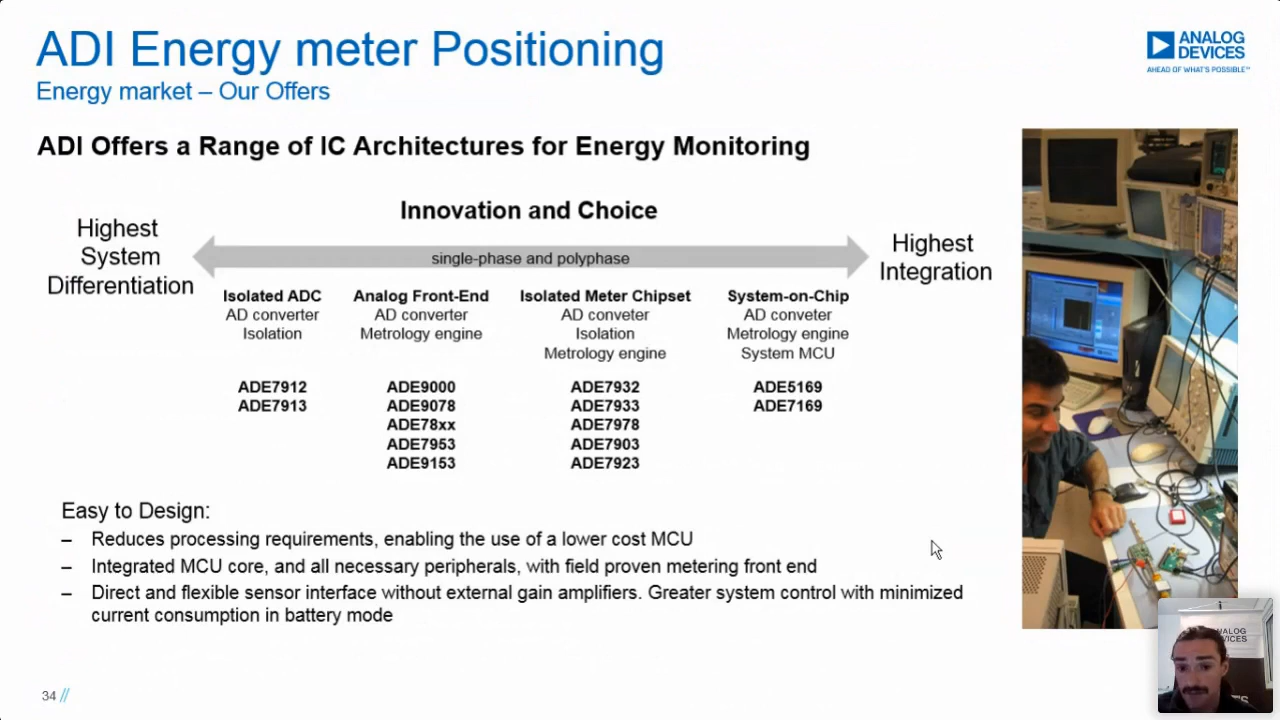 ADI Energy meter Positioning
Energy market – Our Offers
ANALOG
DEVICES
AHEAD OF WHAT'S POSSIBLE™
ADI Offers a Range of IC Architectures for Energy Monitoring
Innovation and Choice
Highest
System
Differentiation
single-phase and polyphase
Highest
Integration
Isolated ADC
AD converter
Isolation
ADE7912
ADE7913
Analog Front-End
AD converter
Metrology engine
ADE9000
ADE9078
ADE78xx
ADE7953
ADE9153
Isolated Meter Chipset
AD conveter
Isolation
Metrology engine
ADE7932
ADE7933
ADE7978
ADE7903
ADE7923
System-on-Chip
AD conveter
Metrology engine
System MCU
ADE5169
ADE7169
Easy to Design:
– Reduces processing requirements, enabling the use of a lower cost MCU
– Integrated MCU core, and all necessary peripherals, with field proven metering front end
– Direct and flexible sensor interface without external gain amplifiers. Greater system control with minimized
current consumption in battery mode
34 //
DEVICES